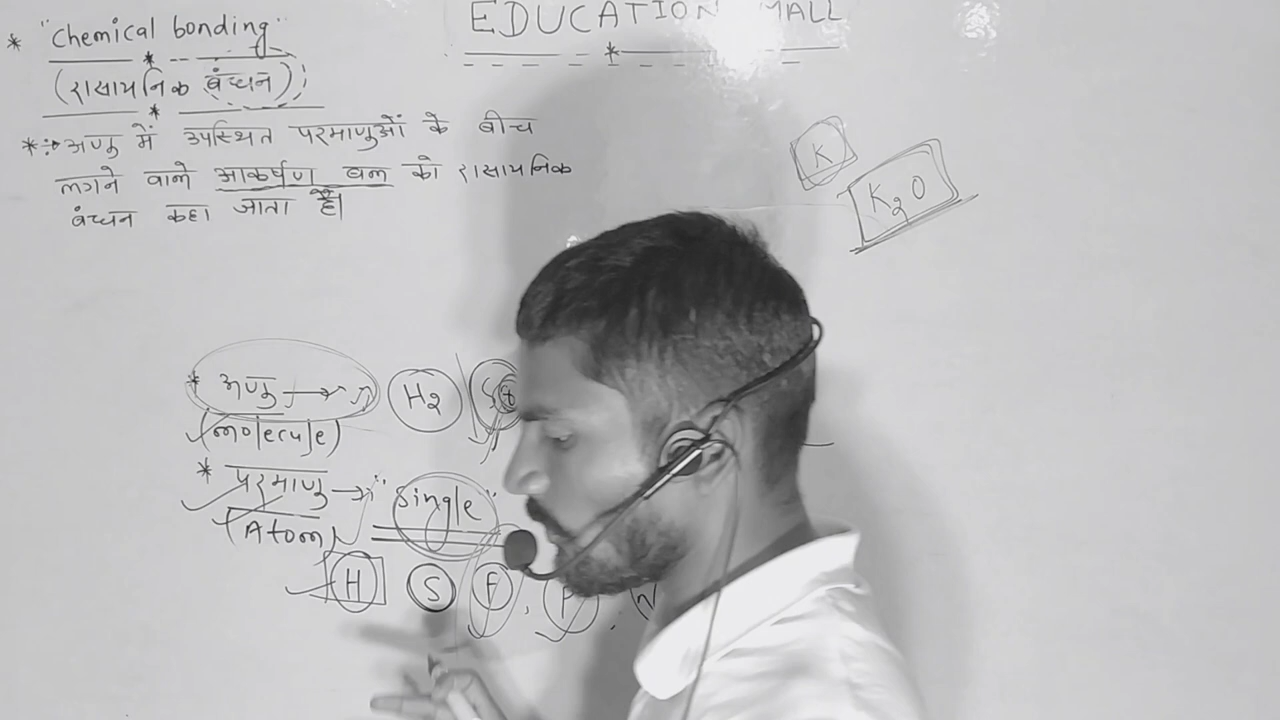 EDUCATION MALL
* "Chemical bonding"
(रासायनिक बंध्धन)
* अणु में उपस्थित परमाणुओं के बीच
लगने वाले आकर्षण बल को रासायनिक
बंध्धन कहा जाता है।
K
K2O
* अणु → H2
(molecule)
* परमाणु → "Single"
(Atom)
H S F, P,